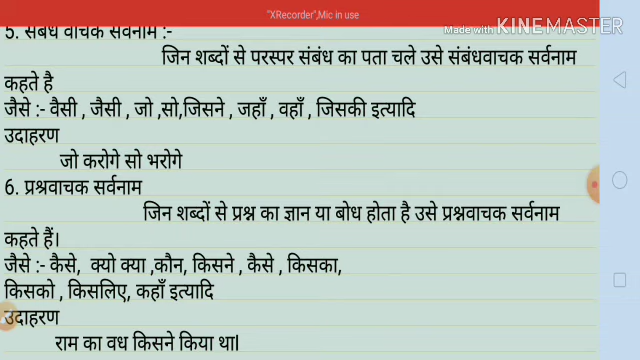 "XRecorder",Mic in use
Made with KINEMASTER
5. संबंध वाचक सर्वनाम :-
जिन शब्दों से परस्पर संबंध का पता चले उसे संबंधवाचक सर्वनाम
कहते है
जैसे :- वैसी , जैसी , जो ,सो,जिसने , जहाँ , वहाँ , जिसकी इत्यादि
उदाहरण
जो करोगे सो भरोगे
6. प्रश्नवाचक सर्वनाम
जिन शब्दों से प्रश्न का ज्ञान या बोध होता है उसे प्रश्नवाचक सर्वनाम
कहते हैं।
जैसे :- कैसे, क्यो क्या ,कौन, किसने , कैसे , किसका,
किसको , किसलिए, कहाँ इत्यादि
उदाहरण
राम का वध किसने किया था।